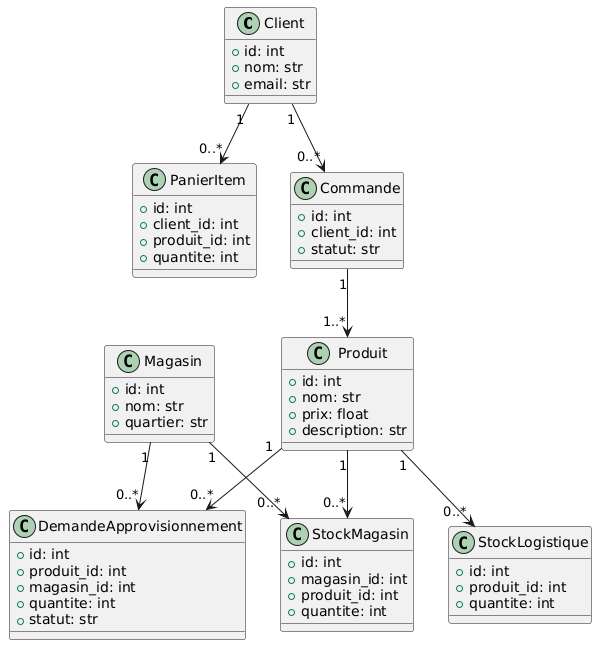 C Client
id: int
nom: str
email: str
1
1
0..*
0..*
C PanierItem
id: int
client_id: int
produit_id: int
quantite: int
C Commande
id: int
client_id: int
statut: str
1
1..*
C Magasin
id: int
nom: str
quartier: str
C Produit
id: int
nom: str
prix: float
description: str
1
1
1
1
1
0..*
0..*
0..*
0..*
0..*
C DemandeApprovisionnement
id: int
produit_id: int
magasin_id: int
quantite: int
statut: str
C StockMagasin
id: int
magasin_id: int
produit_id: int
quantite: int
C StockLogistique
id: int
produit_id: int
quantite: int